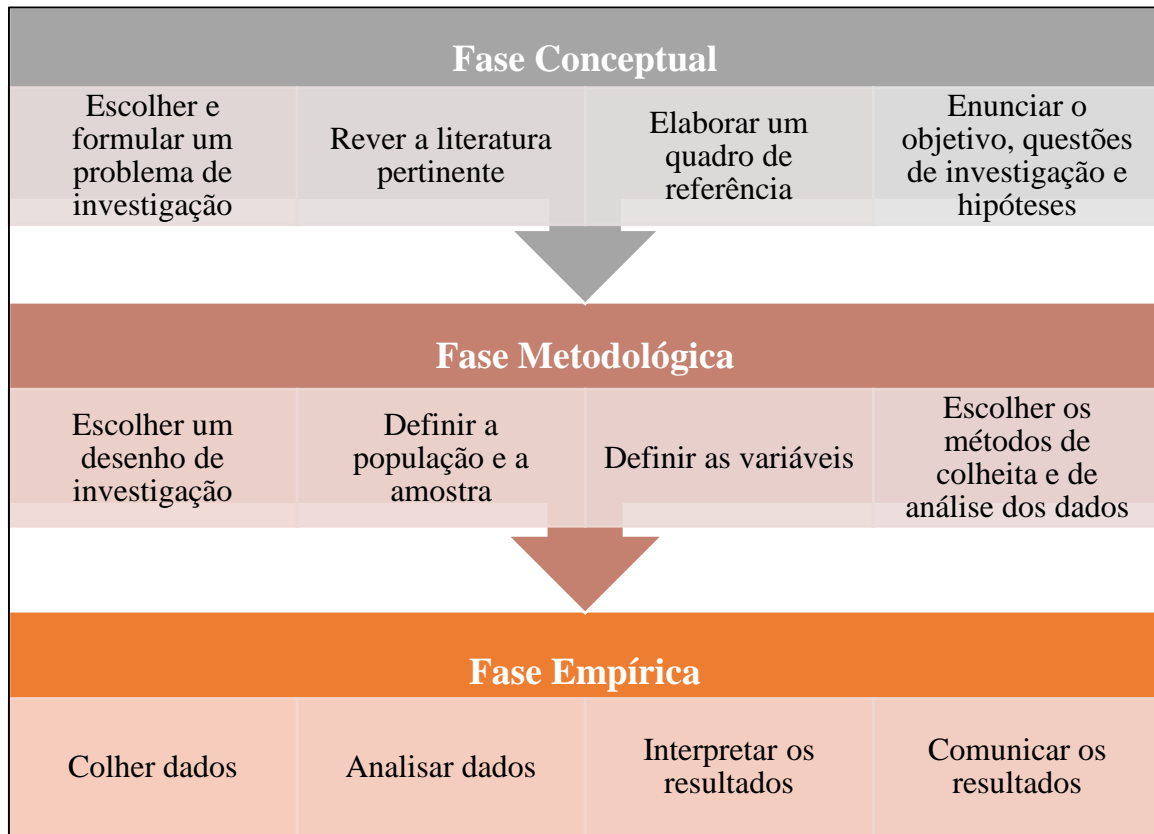 Fase Conceptual
Escolher e
formular um
problema de
investigação
Rever a literatura
pertinente
Elaborar um
quadro de
referência
Enunciar o
objetivo, questões
de investigação e
hipóteses
Fase Metodológica
Escolher um
desenho de
investigação
Definir a
população e a
amostra
Definir as variáveis
Escolher os
métodos de
colheita e de
análise dos dados
Fase Empírica
Colher dados
Analisar dados
Interpretar os
resultados
Comunicar os
resultados